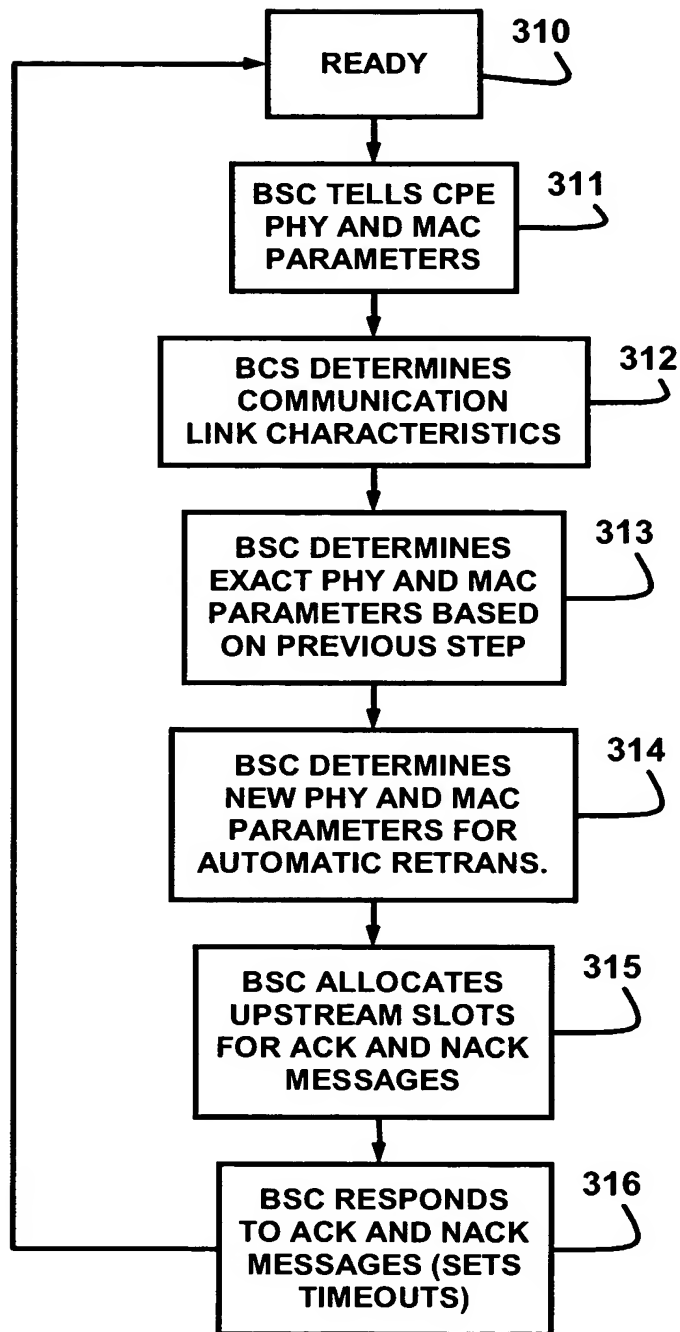 READY
310
BSC TELLS CPE
PHY AND MAC
PARAMETERS
311
BCS DETERMINES
COMMUNICATION
LINK CHARACTERISTICS
312
BSC DETERMINES
EXACT PHY AND MAC
PARAMETERS BASED
ON PREVIOUS STEP
313
BSC DETERMINES
NEW PHY AND MAC
PARAMETERS FOR
AUTOMATIC RETRANS.
314
BSC ALLOCATES
UPSTREAM SLOTS
FOR ACK AND NACK
MESSAGES
315
BSC RESPONDS
TO ACK AND NACK
MESSAGES (SETS
TIMEOUTS)
316